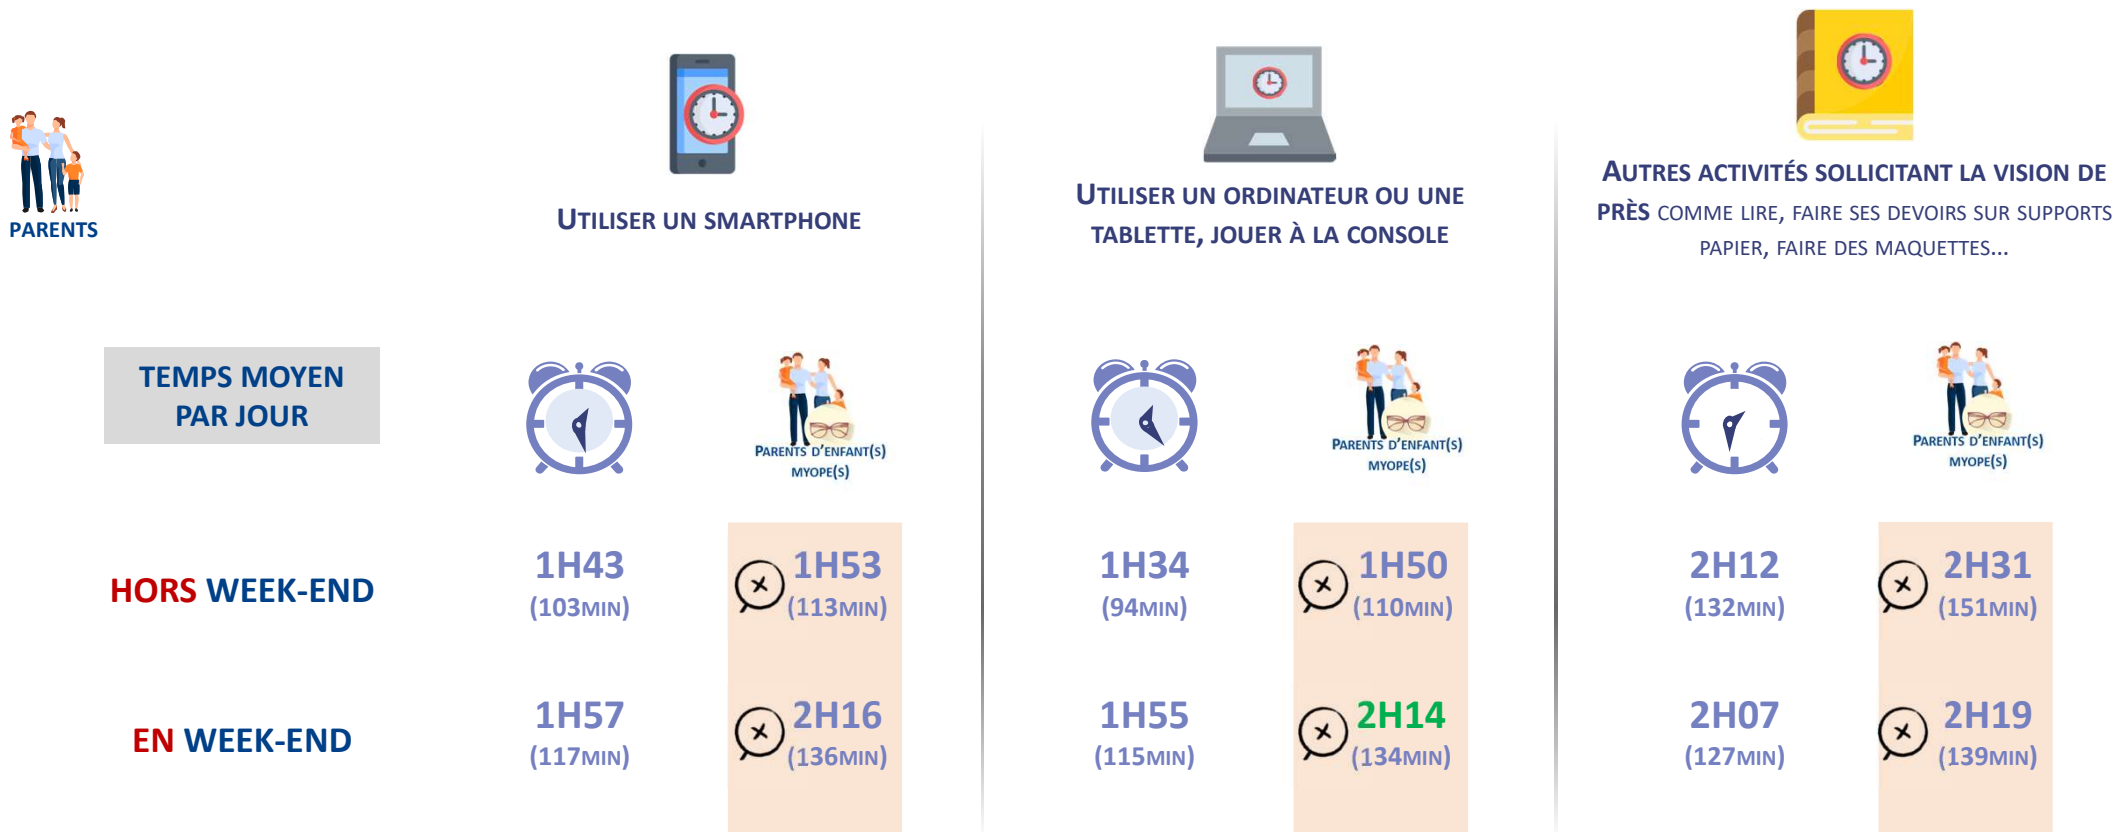 PARENTS
UTILISER UN SMARTPHONE
UTILISER UN ORDINATEUR OU UNE
TABLETTE, JOUER À LA CONSOLE
AUTRES ACTIVITÉS SOLLICITANT LA VISION DE
PRÈS COMME LIRE, FAIRE SES DEVOIRS SUR SUPPORTS
PAPIER, FAIRE DES MAQUETTES...
TEMPS MOYEN
PAR JOUR
PARENTS D'ENFANT(S)
MYOPE(S)
PARENTS D'ENFANT(S)
MYOPE(S)
PARENTS D'ENFANT(S)
MYOPE(S)
HORS WEEK-END
1H43
(103MIN)
1H53
(113MIN)
1H34
(94MIN)
1H50
(110MIN)
2H12
(132MIN)
2H31
(151MIN)
EN WEEK-END
1H57
(117MIN)
2H16
(136MIN)
1H55
(115MIN)
2H14
(134MIN)
2H07
(127MIN)
2H19
(139MIN)